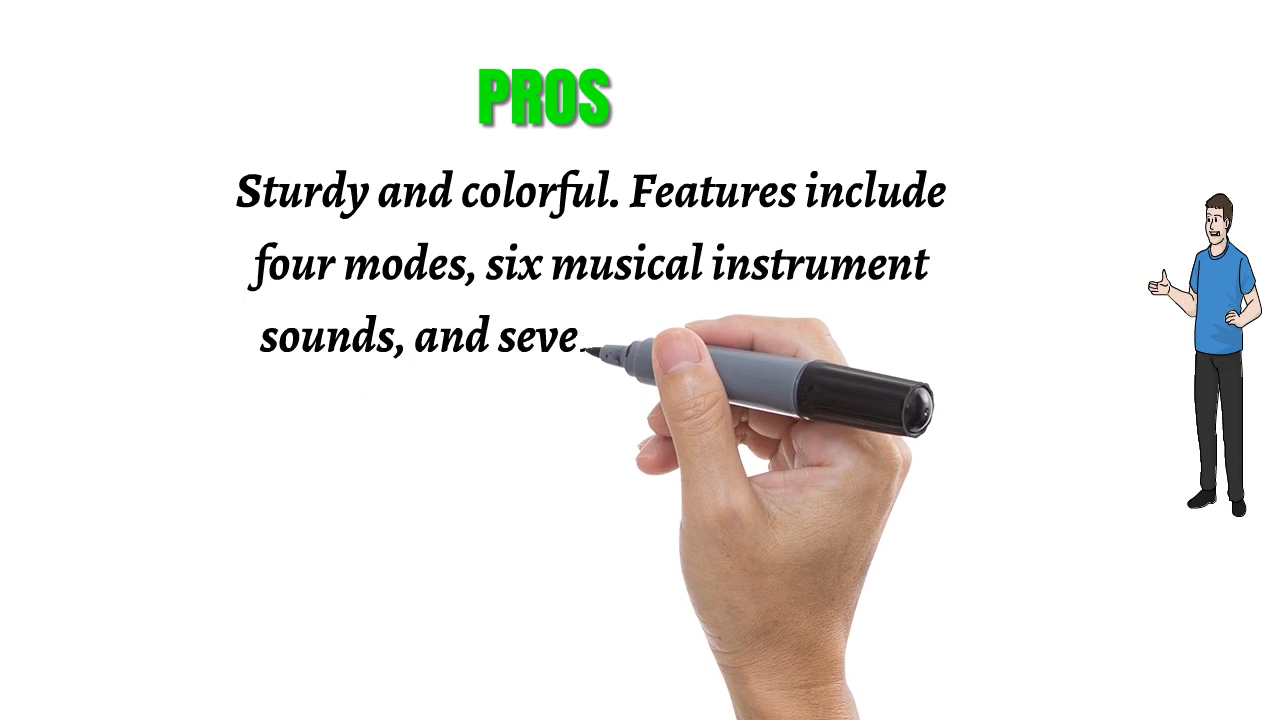 PROS
Sturdy and colorful. Features include
four modes, six musical instrument
sounds, and seve